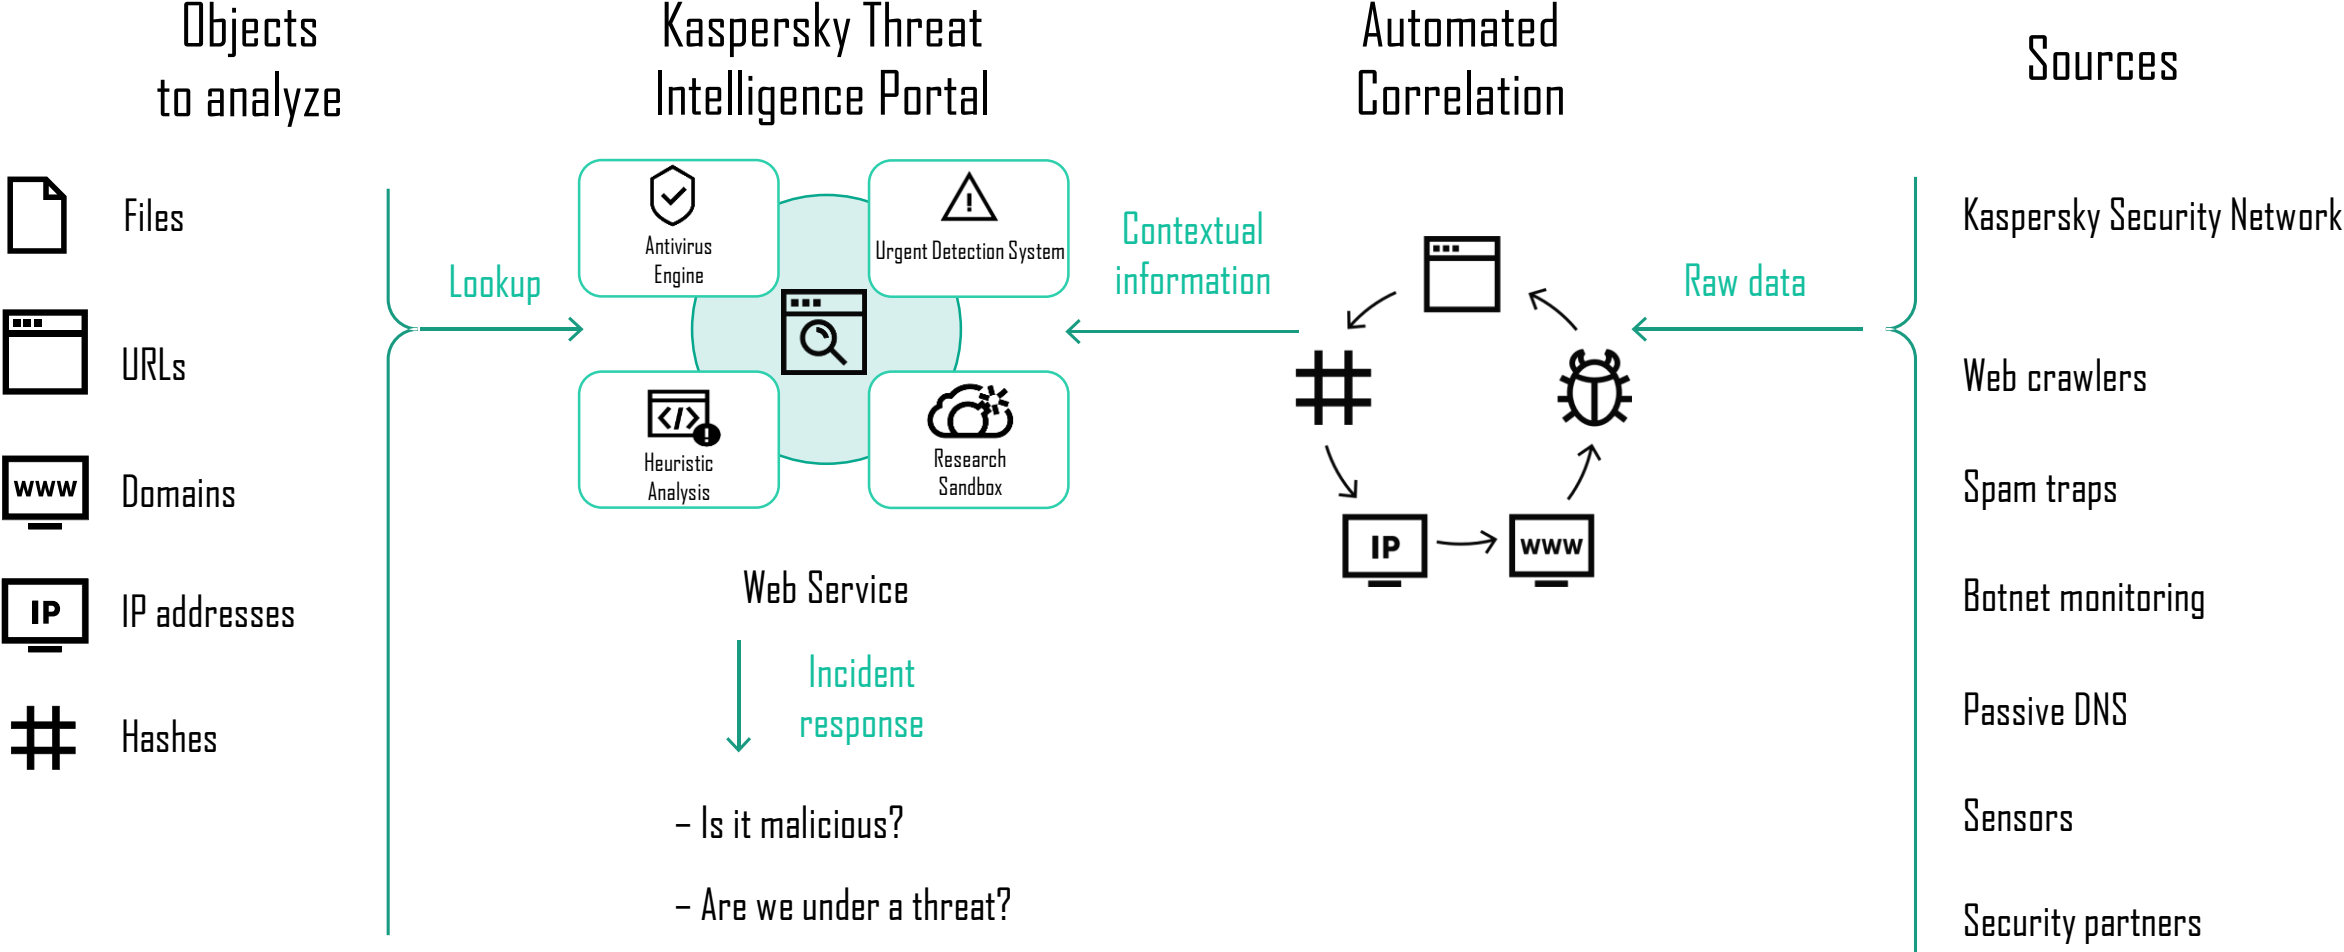 Objects
to analyze
Files
URLs
WWW
Domains
IP
IP addresses
Hashes
Lookup
Kaspersky Threat
Intelligence Portal
Antivirus
Engine
Urgent Detection System
Heuristic
Analysis
Research
Sandbox
Web Service
Incident
response
– Is it malicious?
– Are we under a threat?
Contextual
information
Automated
Correlation
IP
WWW
Raw data
Sources
Kaspersky Security Network
Web crawlers
Spam traps
Botnet monitoring
Passive DNS
Sensors
Security partners